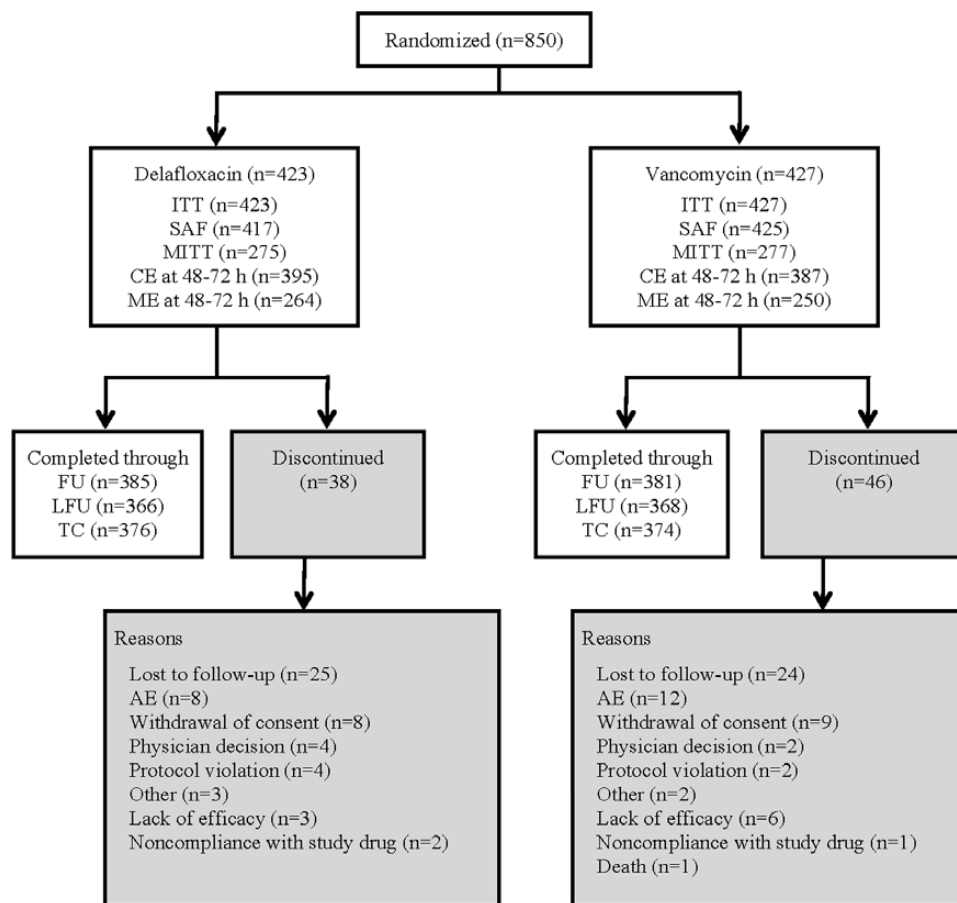 Randomized (n=850)
Delafloxacin (n=423)
ITT (n=423)
SAF (n=417)
MITT (n=275)
CE at 48-72 h (n=395)
ME at 48-72 h (n=264)
Vancomycin (n=427)
ITT (n=427)
SAF (n=425)
MITT (n=277)
CE at 48-72 h (n=387)
ME at 48-72 h (n=250)
Completed through
FU (n=385)
LFU (n=366)
TC (n=376)
Discontinued
(n=38)
Completed through
FU (n=381)
LFU (n=368)
TC (n=374)
Discontinued
(n=46)
Reasons
Lost to follow-up (n=25)
AE (n=8)
Withdrawal of consent (n=8)
Physician decision (n=4)
Protocol violation (n=4)
Other (n=3)
Lack of efficacy (n=3)
Noncompliance with study drug (n=2)
Reasons
Lost to follow-up (n=24)
AE (n=12)
Withdrawal of consent (n=9)
Physician decision (n=2)
Protocol violation (n=2)
Other (n=2)
Lack of efficacy (n=6)
Noncompliance with study drug (n=1)
Death (n=1)